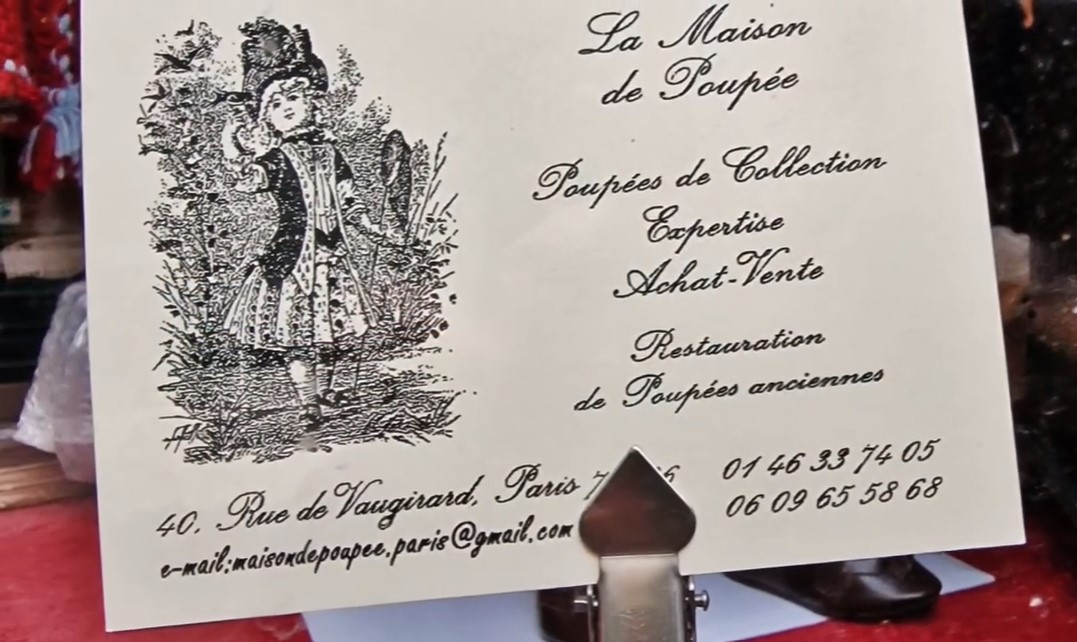 La Maison
de Poupée
Poupées de Collection
Expertise
Achat-Vente
Restauration
de Poupées anciennes
40, Rue de Vaugirard, Paris
01 46 33 74 05
06 09 65 58 68
e-mail:maisondepoupee.paris@gmail.com